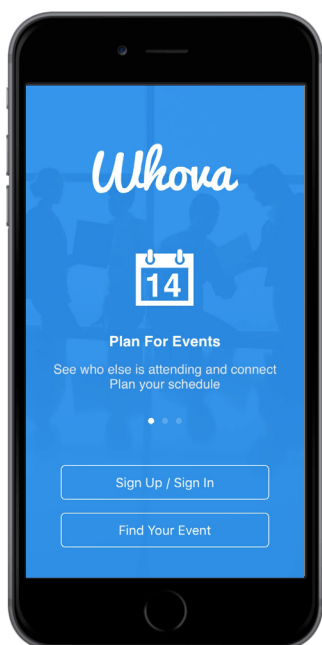 Whova
14
Plan For Events
See who else is attending and connect
Plan your schedule
Sign Up / Sign In
Find Your Event